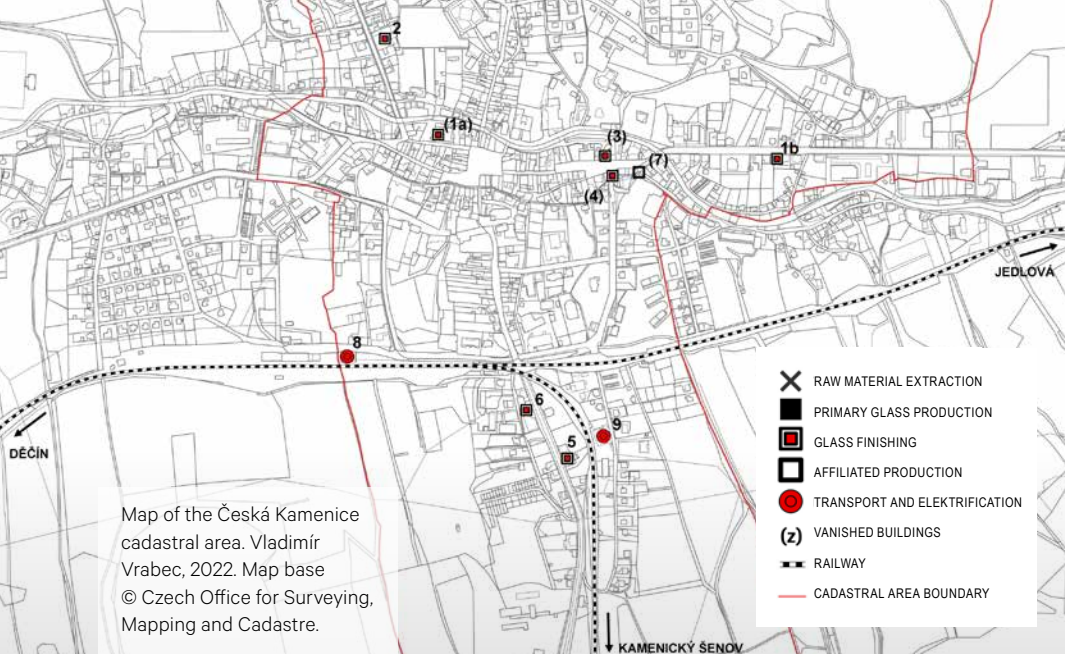 2
(1a)
(3)
1b
(7)
(4)
JEDLOVÁ
8
6
9
5
DĚČÍN
RAW MATERIAL EXTRACTION
PRIMARY GLASS PRODUCTION
GLASS FINISHING
AFFILIATED PRODUCTION
TRANSPORT AND ELEKTRIFICATION
(z) VANISHED BUILDINGS
RAILWAY
CADASTRAL AREA BOUNDARY
Map of the Česká Kamenice
cadastral area. Vladimír
Vrabec, 2022. Map base
© Czech Office for Surveying,
Mapping and Cadastre.
KAMENICKÝ ŠENOV